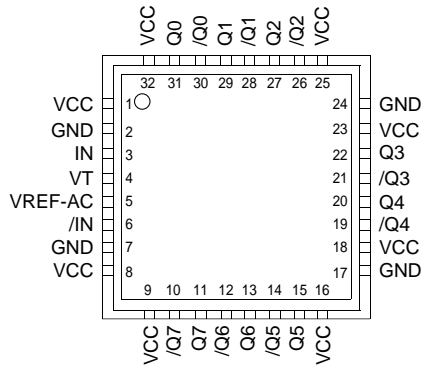 VCC Q0 /Q0 Q1 /Q1 Q2 /Q2 VCC
32 31 30 29 28 27 26 25
VCC 1 24 GND
GND 2 23 VCC
IN 3 22 Q3
VT 4 21 /Q3
VREF-AC 5 20 Q4
/IN 6 19 /Q4
GND 7 18 VCC
VCC 8 17 GND
9 10 11 12 13 14 15 16
VCC /Q7 Q7 /Q6 Q6 /Q5 Q5 VCC